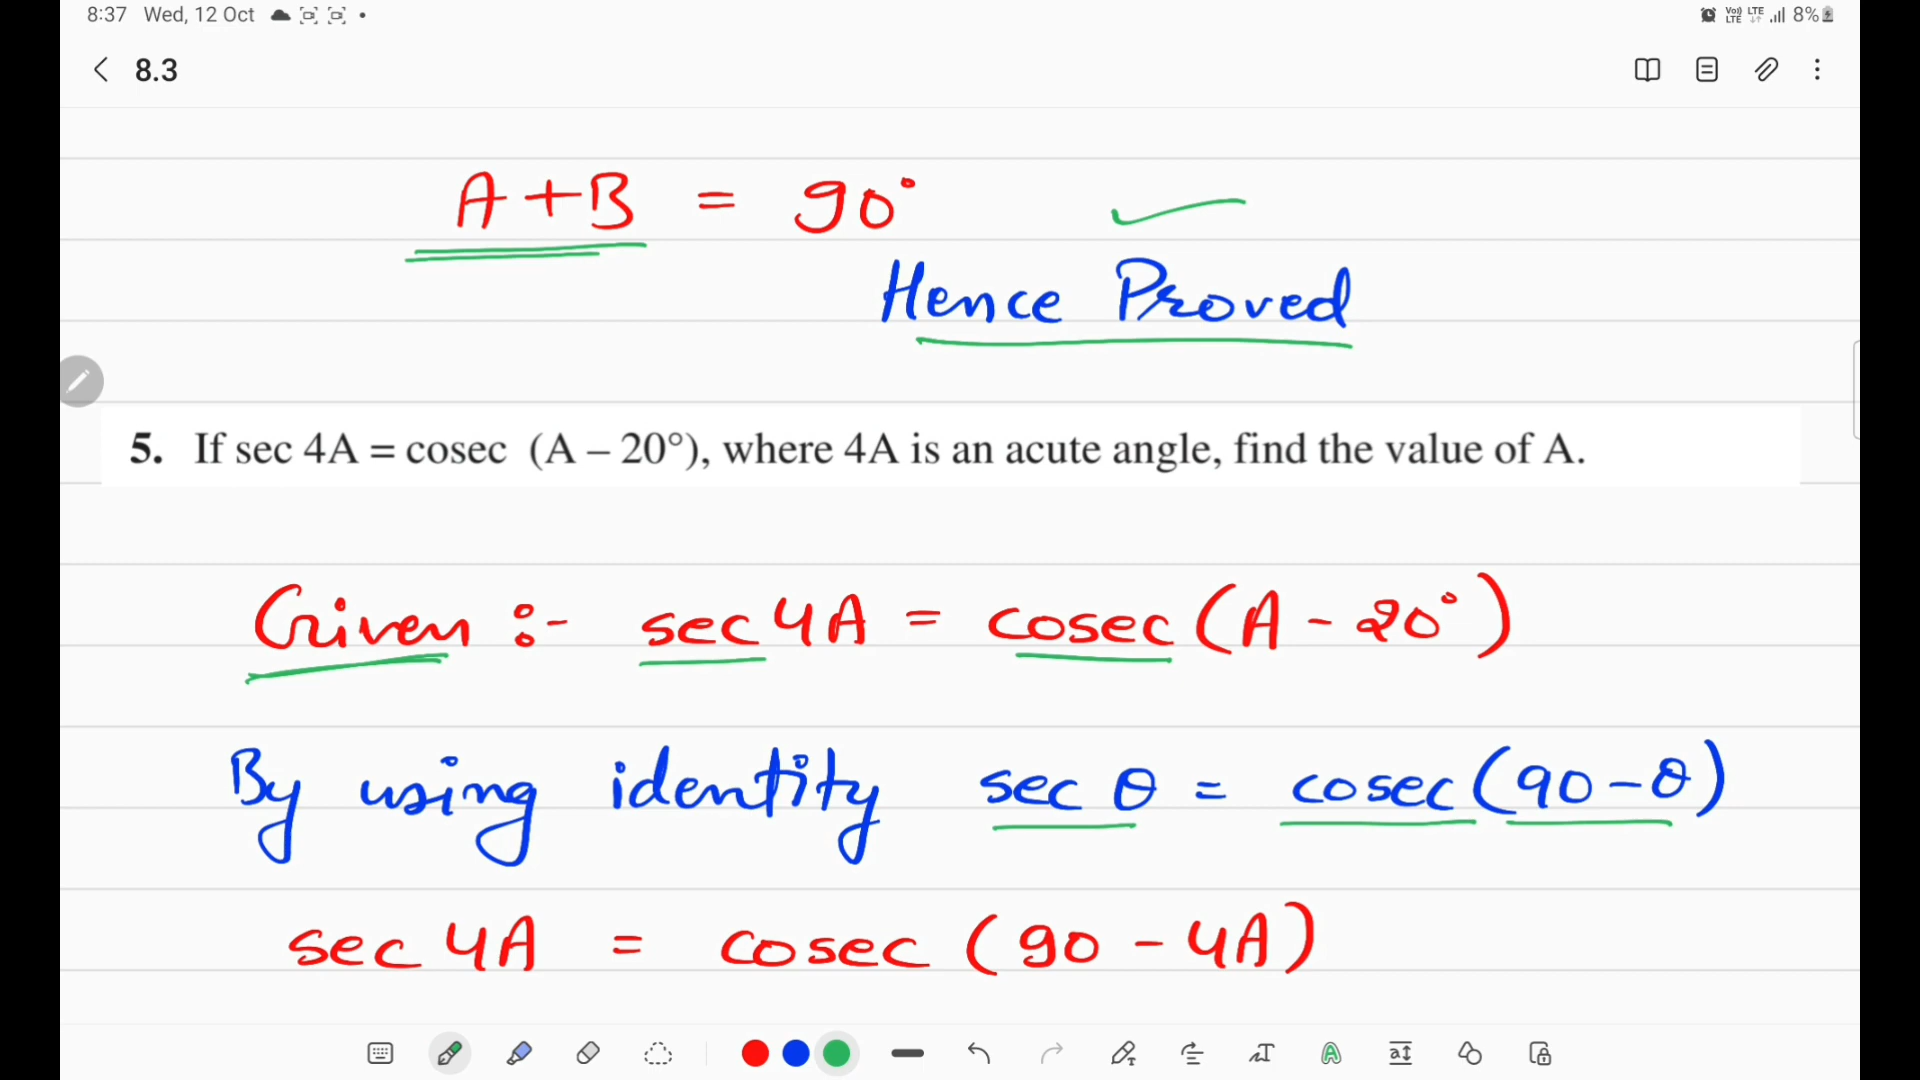 8:37 Wed, 12 Oct
8%
8.3
A + B = 90°
Hence Proved
5. If sec 4A = cosec (A – 20°), where 4A is an acute angle, find the value of A.
Given :- sec 4A = cosec (A - 20°)
By using identity sec θ = cosec (90 - θ)
sec 4A = cosec (90 - 4A)